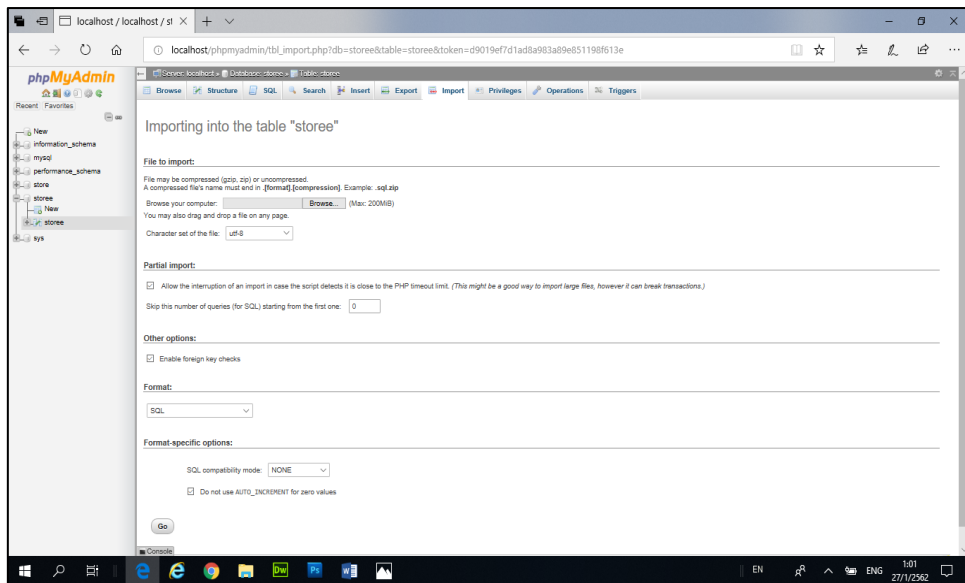 localhost / localhost / st
localhost/phpmyadmin/tbl_import.php?db=storee&table=storee&token=d9019ef7d1ad8a983a89e851198f613e
phpMyAdmin
Recent Favorites
New
information_schema
mysql
performance_schema
store
storee
New
storee
sys
Server: localhost » Database: storee » Table: storee
Browse Structure SQL Search Insert Export Import Privileges Operations Triggers
Importing into the table "storee"
File to import:
File may be compressed (gzip, zip) or uncompressed.
A compressed file's name must end in .[format].[compression]. Example: .sql.zip
Browse your computer: Browse... (Max: 200MiB)
You may also drag and drop a file on any page.
Character set of the file: utf-8
Partial import:
Allow the interruption of an import in case the script detects it is close to the PHP timeout limit. (This might be a good way to import large files, however it can break transactions.)
Skip this number of queries (for SQL) starting from the first one: 0
Other options:
Enable foreign key checks
Format:
SQL
Format-specific options:
SQL compatibility mode: NONE
Do not use AUTO_INCREMENT for zero values
Go
Console
Dw Ps EN ENG 1:01
27/1/2562